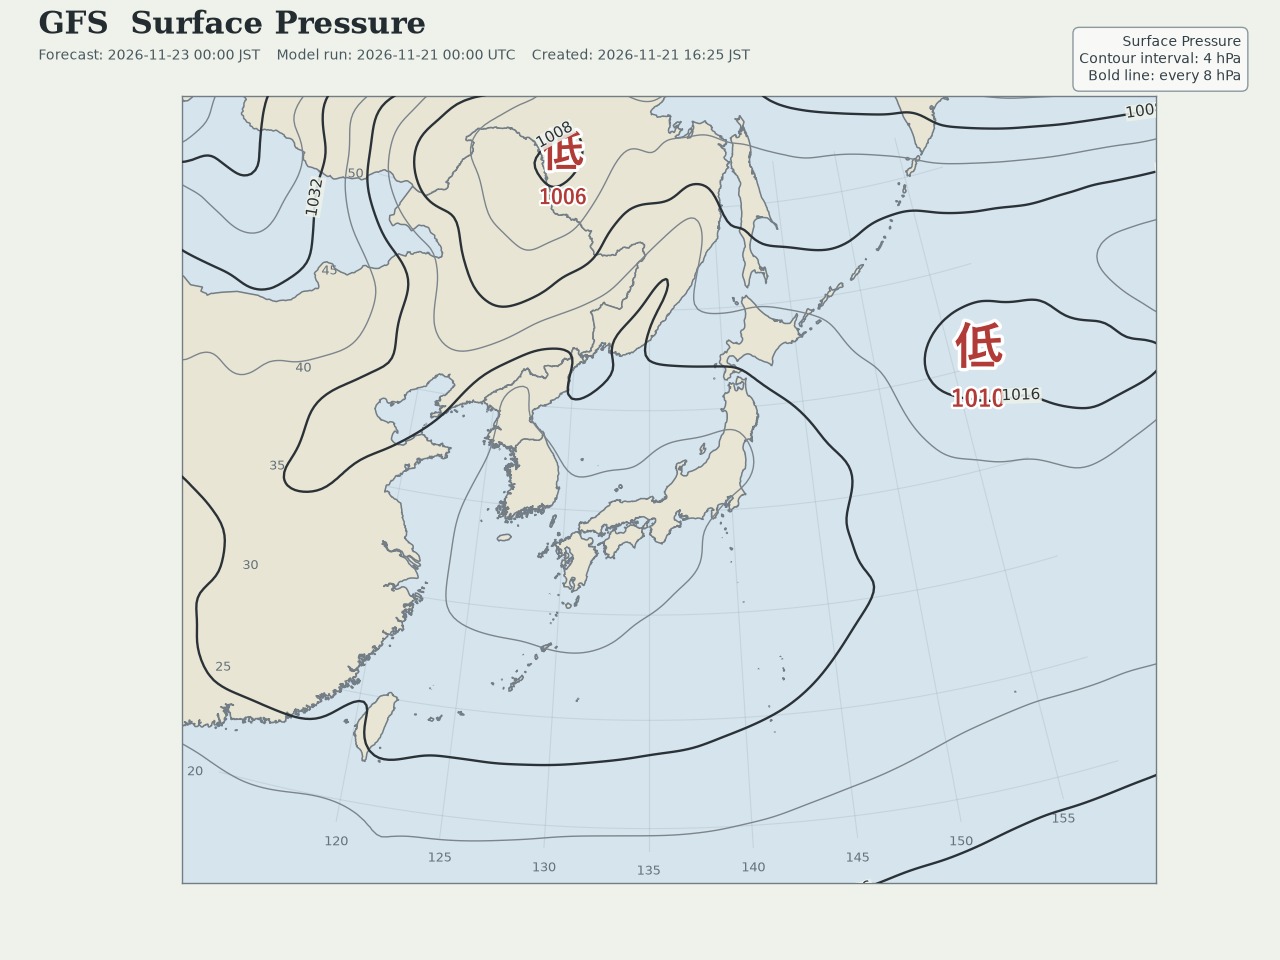 GFS  Surface Pressure
Forecast: 2026-11-23 00:00 JST    Model run: 2026-11-21 00:00 UTC    Created: 2026-11-21 16:25 JST
Surface Pressure
Contour interval: 4 hPa
Bold line: every 8 hPa
1008
低
1006
50
1032
45
40
低
1010
1016
35
30
25
20
120
125
130
135
140
145
150
155